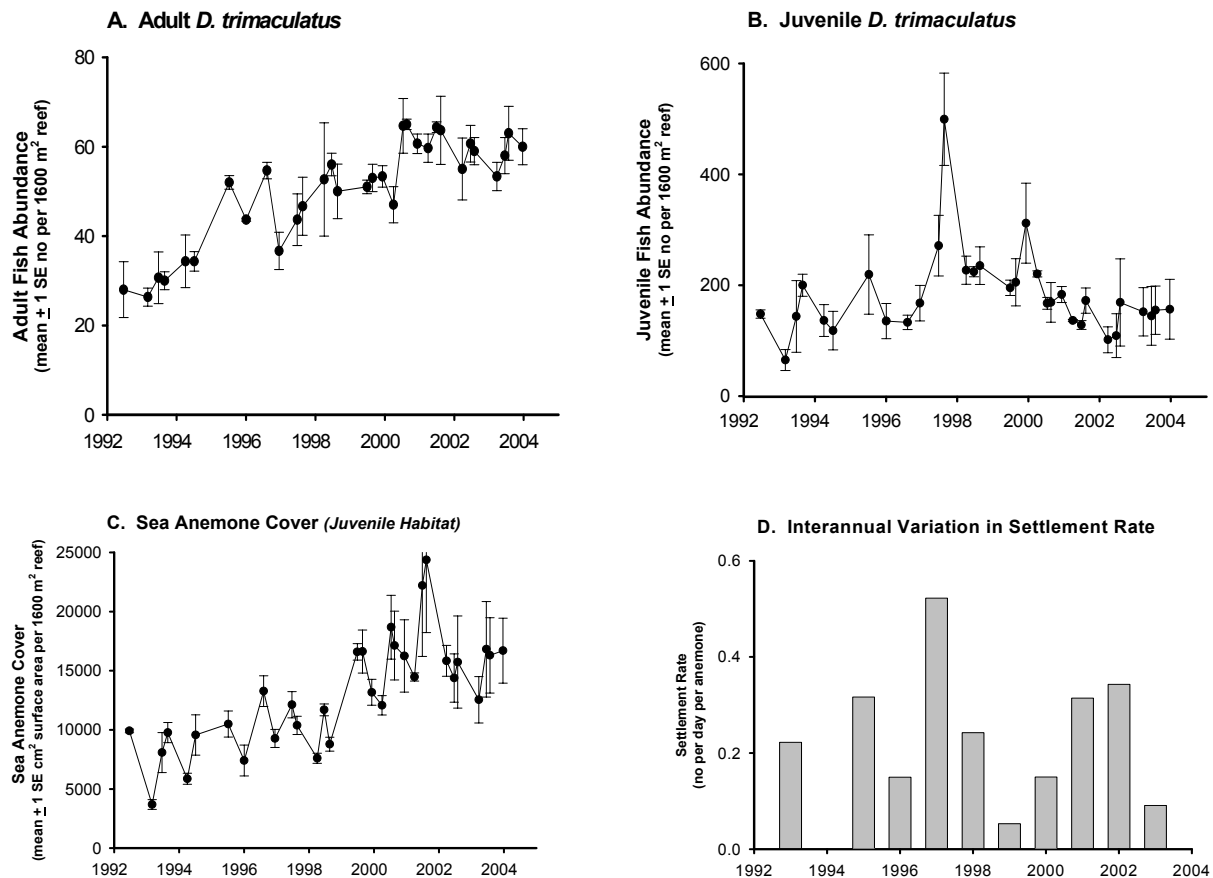 A. Adult D. trimaculatus
Adult Fish Abundance
(mean ± 1 SE no per 1600 m² reef)
80
60
40
20
0
1992 1994 1996 1998 2000 2002 2004
B. Juvenile D. trimaculatus
Juvenile Fish Abundance
(mean ± 1 SE no per 1600 m² reef)
600
400
200
0
1992 1994 1996 1998 2000 2002 2004
C. Sea Anemone Cover (Juvenile Habitat)
Sea Anemone Cover
(mean ± 1 SE cm² surface area per 1600 m² reef)
25000
20000
15000
10000
5000
0
1992 1994 1996 1998 2000 2002 2004
D. Interannual Variation in Settlement Rate
Settlement Rate
(no per day per anemone)
0.6
0.4
0.2
0.0
1992 1994 1996 1998 2000 2002 2004